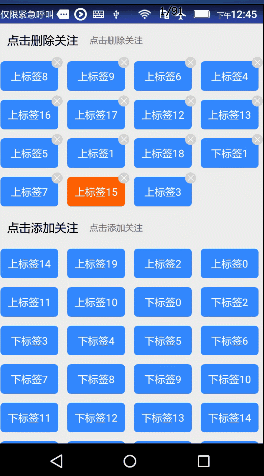 仅限紧急呼叫 下午12:45
点击删除关注 点击删除关注
上标签8 上标签9 上标签6 上标签4
上标签16 上标签17 上标签12 上标签13
上标签5 上标签1 上标签18 下标签1
上标签7 上标签15 上标签3
点击添加关注 点击添加关注
上标签14 上标签19 上标签2 上标签0
上标签11 上标签10 下标签0 下标签2
下标签3 下标签4 下标签5 下标签6
下标签7 下标签8 下标签9 下标签10
下标签11 下标签12 下标签13 下标签14